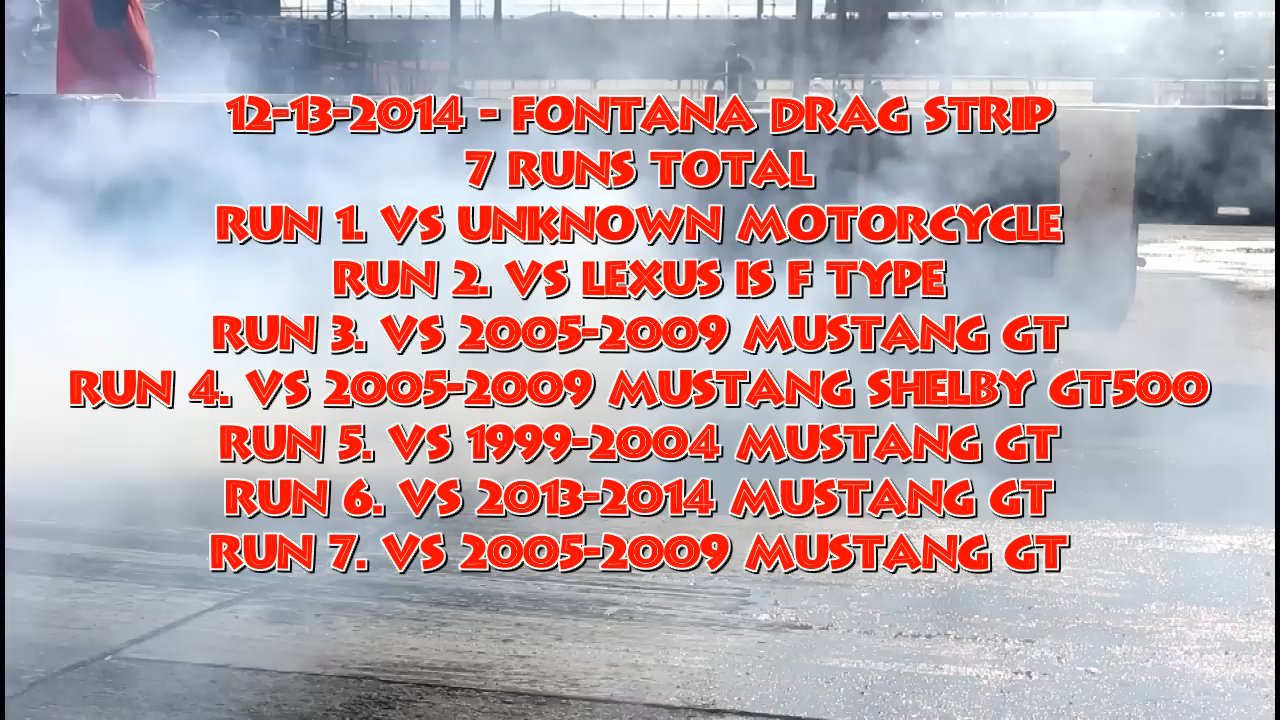 12-13-2014 - FONTANA DRAG STRIP
7 RUNS TOTAL
RUN 1. VS UNKNOWN MOTORCYCLE
RUN 2. VS LEXUS IS F TYPE
RUN 3. VS 2005-2009 MUSTANG GT
RUN 4. VS 2005-2009 MUSTANG SHELBY GT500
RUN 5. VS 1999-2004 MUSTANG GT
RUN 6. VS 2013-2014 MUSTANG GT
RUN 7. VS 2005-2009 MUSTANG GT